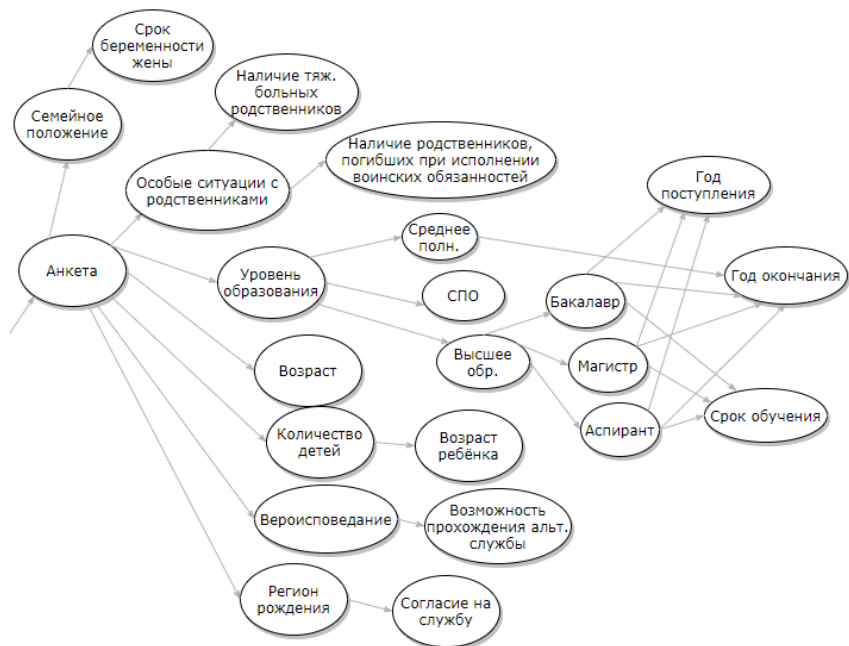 Срок
беременности
жены
Семейное
положение
Наличие тяж.
больных
родственников
Наличие родственников,
погибших при исполнении
воинских обязанностей
Особые ситуации с
родственниками
Год
поступления
Среднее
полн.
Анкета
Уровень
образования
Год окончания
СПО
Бакалавр
Высшее
обр.
Магистр
Возраст
Срок обучения
Аспирант
Количество
детей
Возраст
ребёнка
Вероисповедание
Возможность
прохождения альт.
службы
Регион
рождения
Согласие на
службу